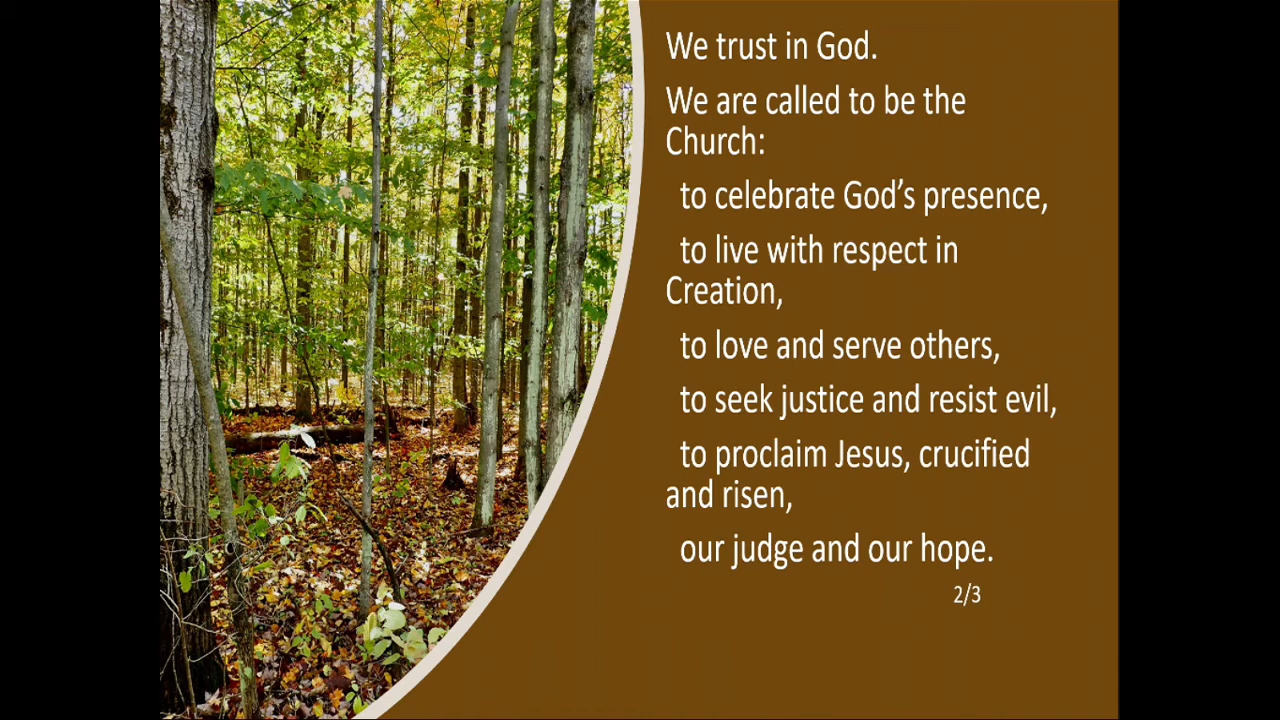 We trust in God.
We are called to be the
Church:
to celebrate God’s presence,
to live with respect in
Creation,
to love and serve others,
to seek justice and resist evil,
to proclaim Jesus, crucified
and risen,
our judge and our hope.
2/3